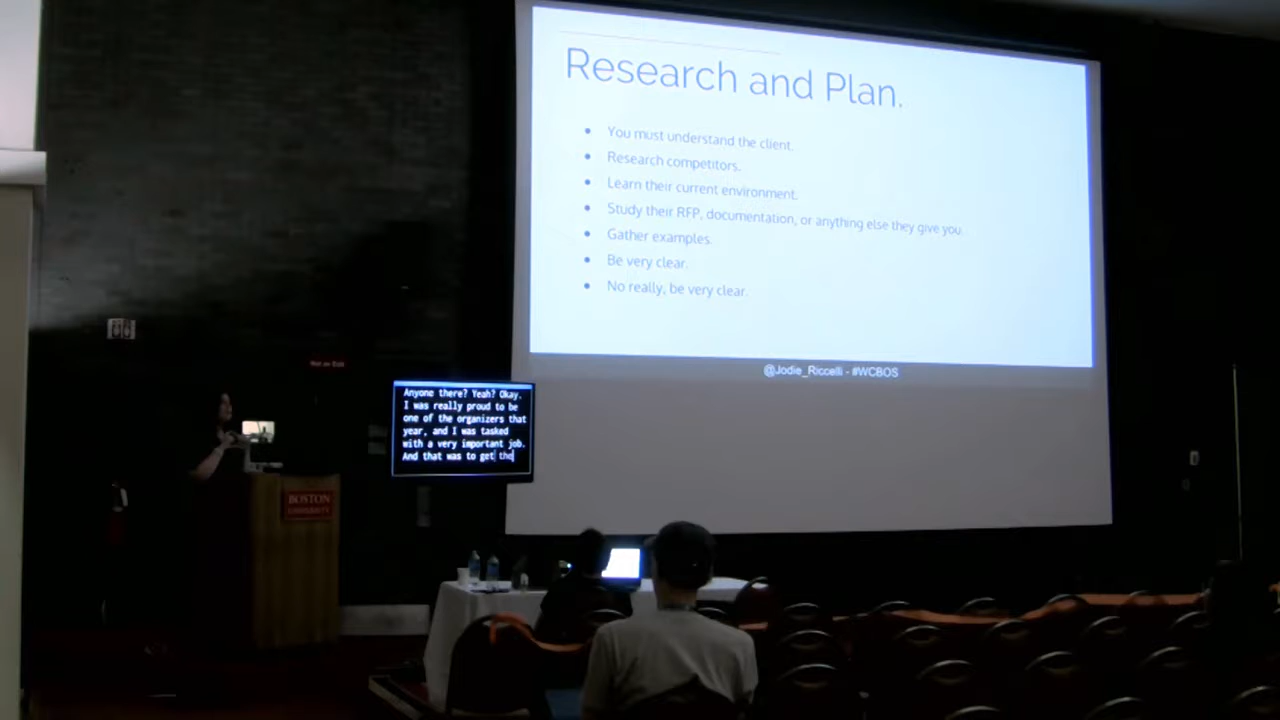 Research and Plan.
• You must understand the client.
• Research competitors.
• Learn their current environment.
• Study their RFP, documentation, or anything else they give you.
• Gather examples.
• Be very clear.
• No really, be very clear.
@Jodie_Riccelli - #WCBOS
Not an Exit
Anyone there? Yeah? Okay.
I was really proud to be
one of the organizers that
year, and I was tasked
with a very important job.
And that was to get the
BOSTON
UNIVERSITY